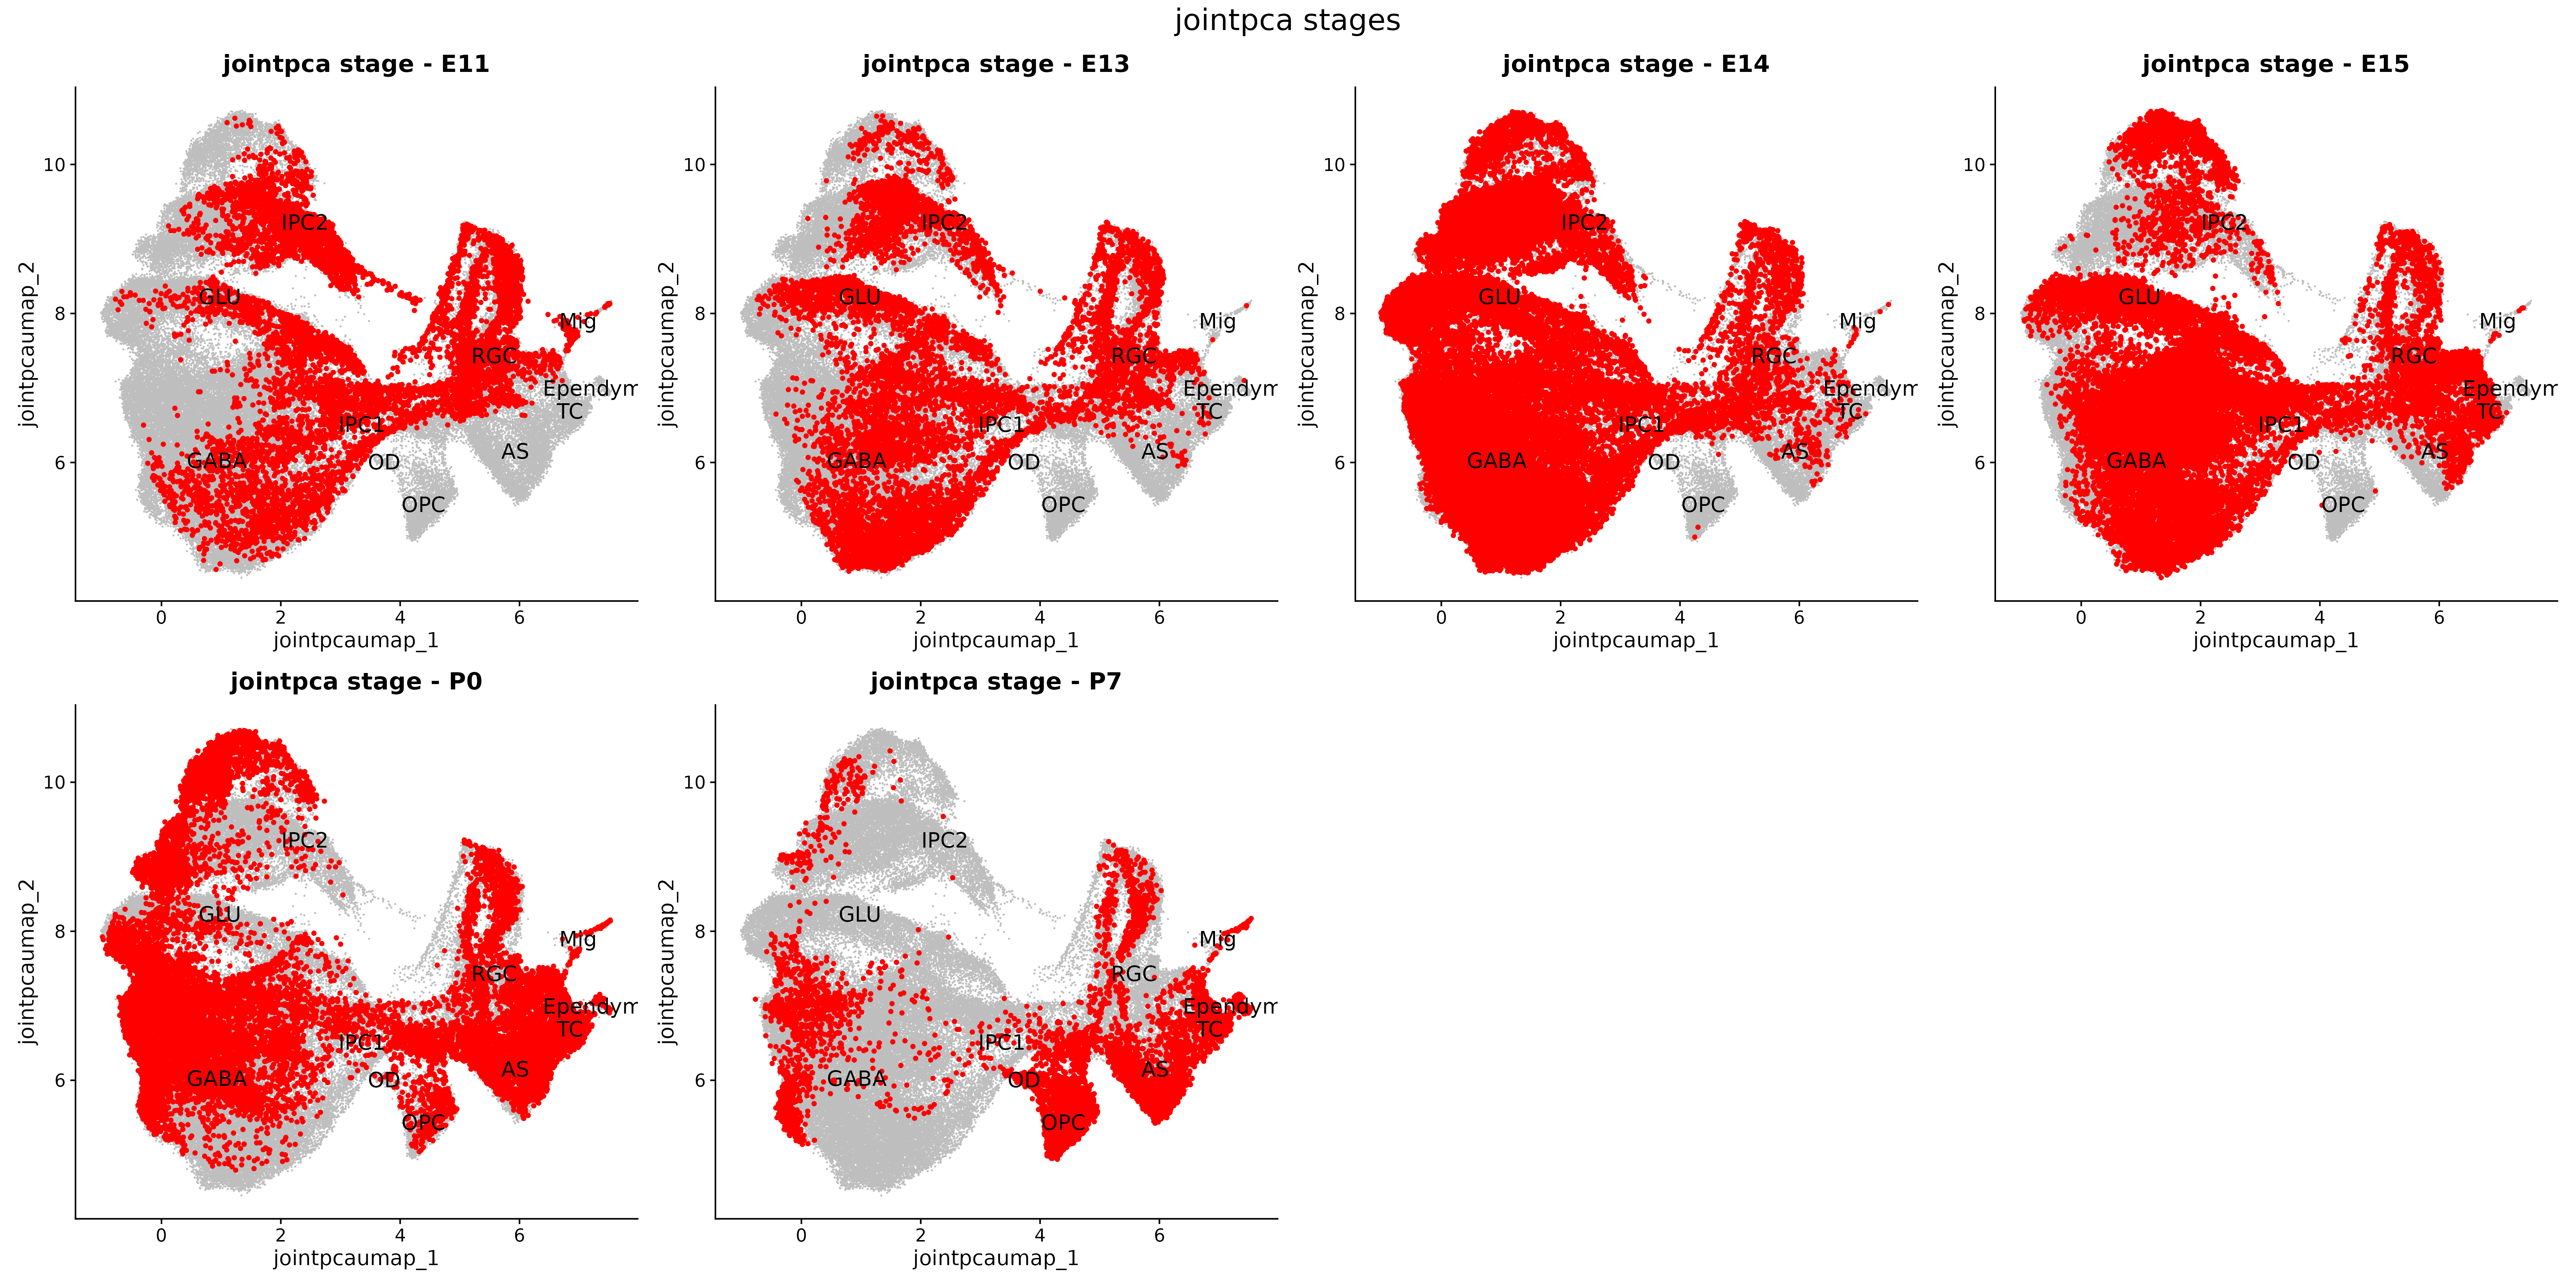 jointpca stages
jointpca stage - E11
jointpcaumap_2
10
8
6
IPC2
GLU
Mig
RGC
Ependym
TC
IPC1
AS
GABA
OD
OPC
0 2 4 6
jointpcaumap_1
jointpca stage - E13
jointpcaumap_2
10
8
6
IPC2
GLU
Mig
RGC
Ependym
TC
IPC1
AS
GABA
OD
OPC
0 2 4 6
jointpcaumap_1
jointpca stage - E14
jointpcaumap_2
10
8
6
IPC2
GLU
Mig
RGC
Ependym
TC
IPC1
AS
GABA
OD
OPC
0 2 4 6
jointpcaumap_1
jointpca stage - E15
jointpcaumap_2
10
8
6
IPC2
GLU
Mig
RGC
Ependym
TC
IPC1
AS
GABA
OD
OPC
0 2 4 6
jointpcaumap_1
jointpca stage - P0
jointpcaumap_2
10
8
6
IPC2
GLU
Mig
RGC
Ependym
TC
IPC1
AS
GABA
OD
OPC
0 2 4 6
jointpcaumap_1
jointpca stage - P7
jointpcaumap_2
10
8
6
IPC2
GLU
Mig
RGC
Ependym
TC
IPC1
AS
GABA
OD
OPC
0 2 4 6
jointpcaumap_1